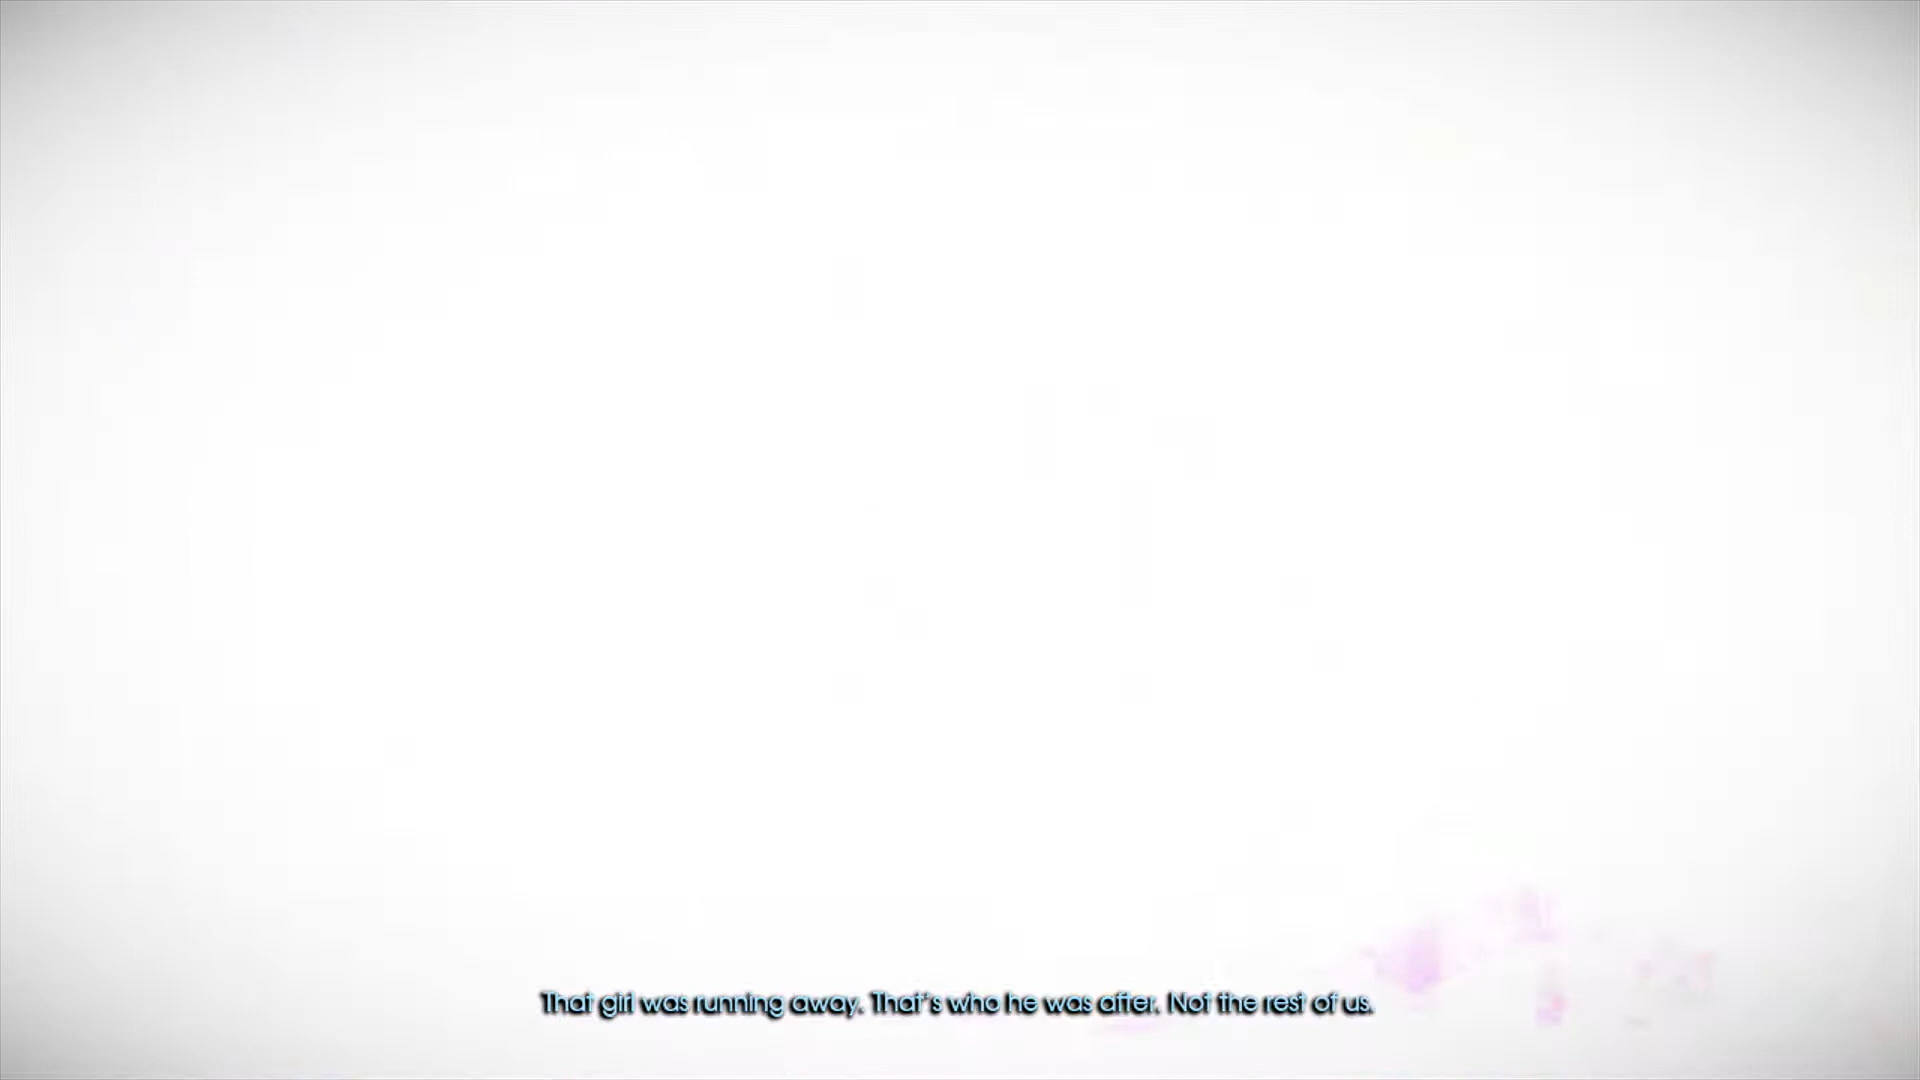 That girl was running away. That's who he was after. Not the rest of us.